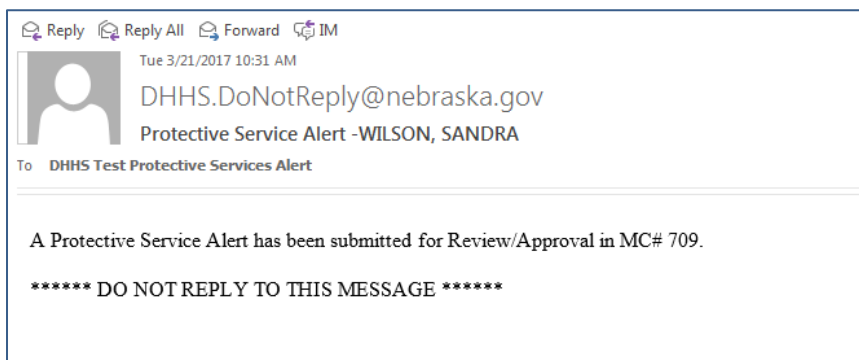 Reply Reply All Forward IM
Tue 3/21/2017 10:31 AM
DHHS.DoNotReply@nebraska.gov
Protective Service Alert -WILSON, SANDRA
To DHHS Test Protective Services Alert
A Protective Service Alert has been submitted for Review/Approval in MC# 709.
****** DO NOT REPLY TO THIS MESSAGE ******